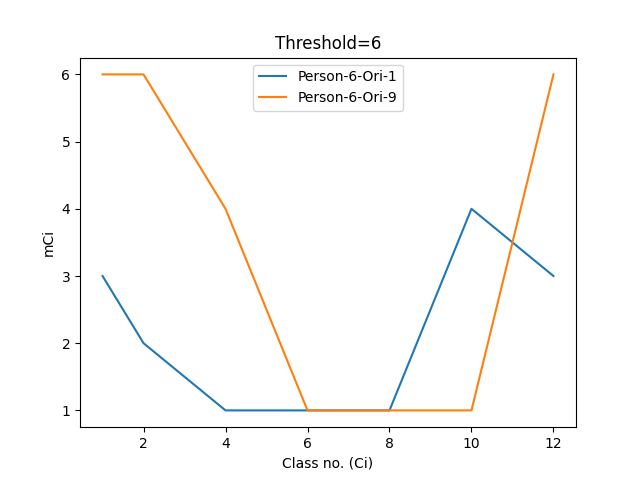 Threshold=6
Person-6-Ori-1
Person-6-Ori-9
6
5
4
3
2
1
mCi
2 4 6 8 10 12
Class no. (Ci)